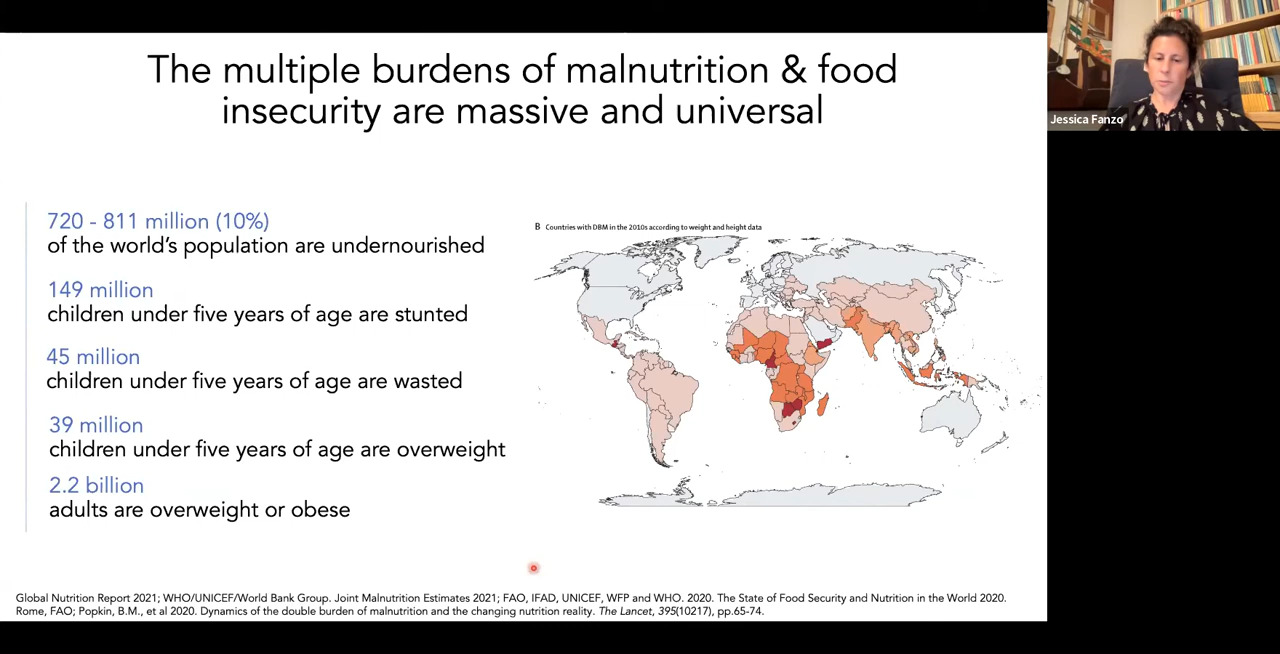 The multiple burdens of malnutrition & food
insecurity are massive and universal
720 - 811 million (10%)
of the world's population are undernourished
149 million
children under five years of age are stunted
45 million
children under five years of age are wasted
39 million
children under five years of age are overweight
2.2 billion
adults are overweight or obese
B Countries with DBM in the 2010s according to weight and height data
Global Nutrition Report 2021; WHO/UNICEF/World Bank Group. Joint Malnutrition Estimates 2021; FAO, IFAD, UNICEF, WFP and WHO. 2020. The State of Food Security and Nutrition in the World 2020.
Rome, FAO; Popkin, B.M., et al 2020. Dynamics of the double burden of malnutrition and the changing nutrition reality. The Lancet, 395(10217), pp.65-74.
Jessica Fanzo